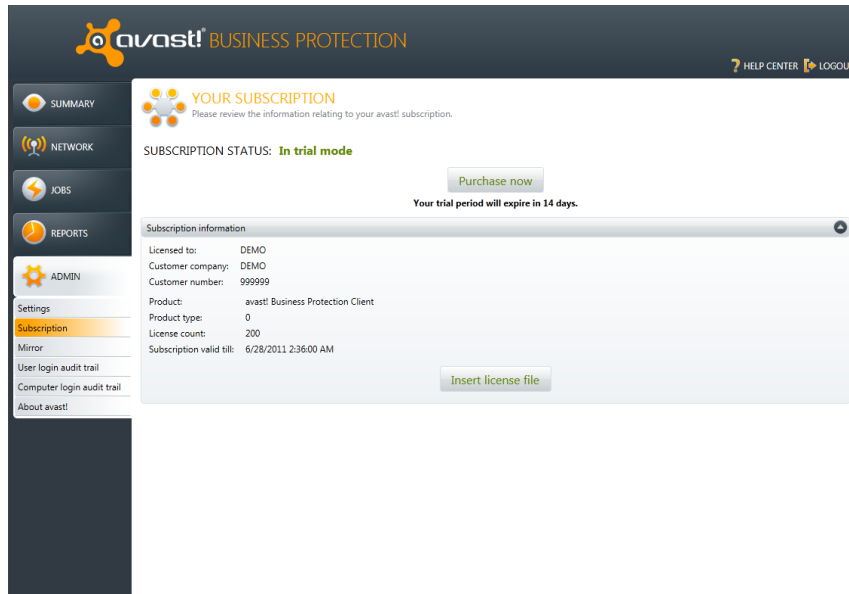 avast! BUSINESS PROTECTION
HELP CENTER LOGOU
SUMMARY
NETWORK
JOBS
REPORTS
ADMIN
Settings
Subscription
Mirror
User login audit trail
Computer login audit trail
About avast!
YOUR SUBSCRIPTION
Please review the information relating to your avast! subscription.
SUBSCRIPTION STATUS: In trial mode
Purchase now
Your trial period will expire in 14 days.
Subscription information
Licensed to: DEMO
Customer company: DEMO
Customer number: 999999
Product: avast! Business Protection Client
Product type: 0
License count: 200
Subscription valid till: 6/28/2011 2:36:00 AM
Insert license file